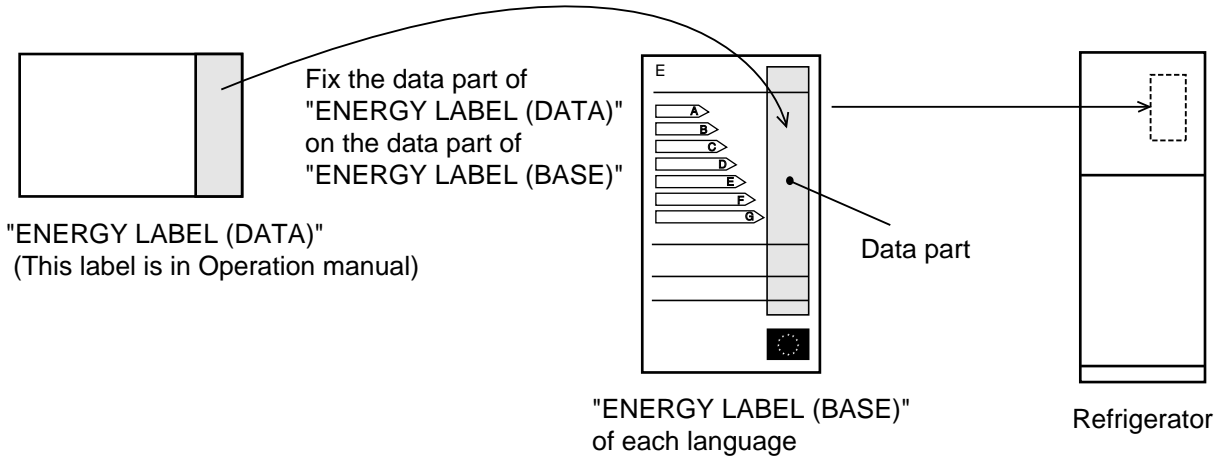 Fix the data part of
"ENERGY LABEL (DATA)"
on the data part of
"ENERGY LABEL (BASE)"
"ENERGY LABEL (DATA)"
(This label is in Operation manual)
E
A
B
C
D
E
F
G
Data part
"ENERGY LABEL (BASE)"
of each language
Refrigerator